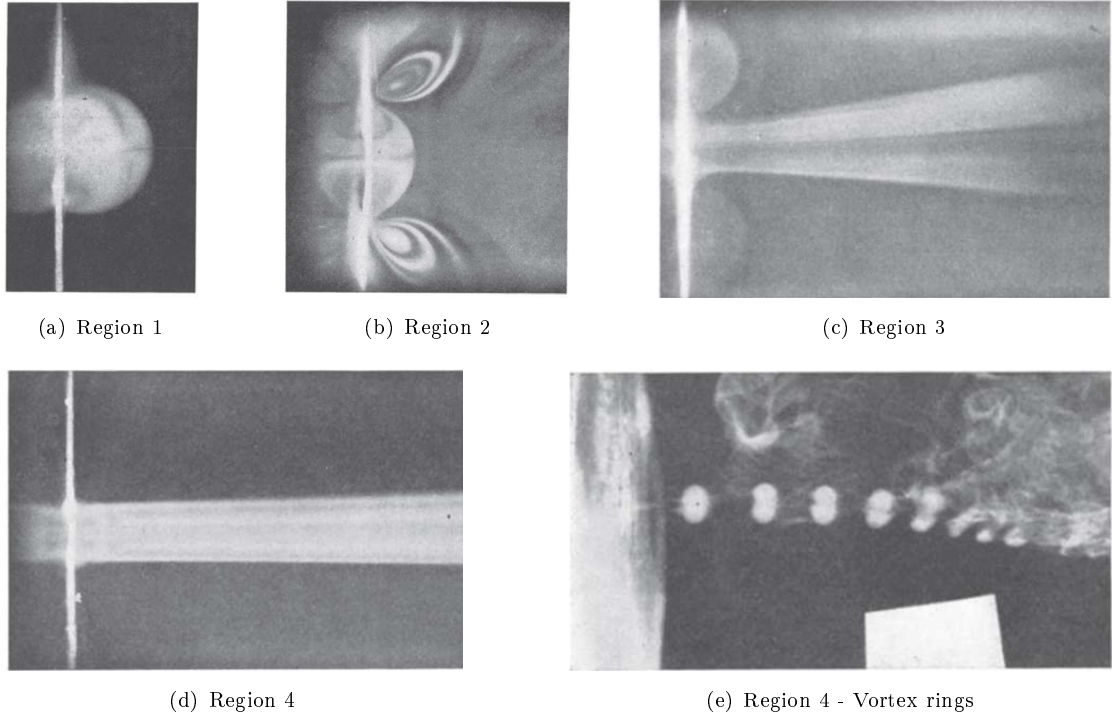 (a) Region 1
(b) Region 2
(c) Region 3
(d) Region 4
(e) Region 4 - Vortex rings